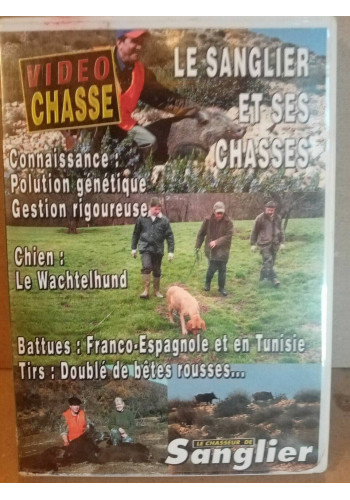 VIDEO
CHASSE
LE SANGLIER
ET SES
CHASSES
Connaissance :
Polution génétique
Gestion rigoureuse
Chien :
Le Wachtelhund
Battues : Franco-Espagnole et en Tunisie
Tirs : Doublé de bêtes rousses...
LE CHASSEUR DE
Sanglier